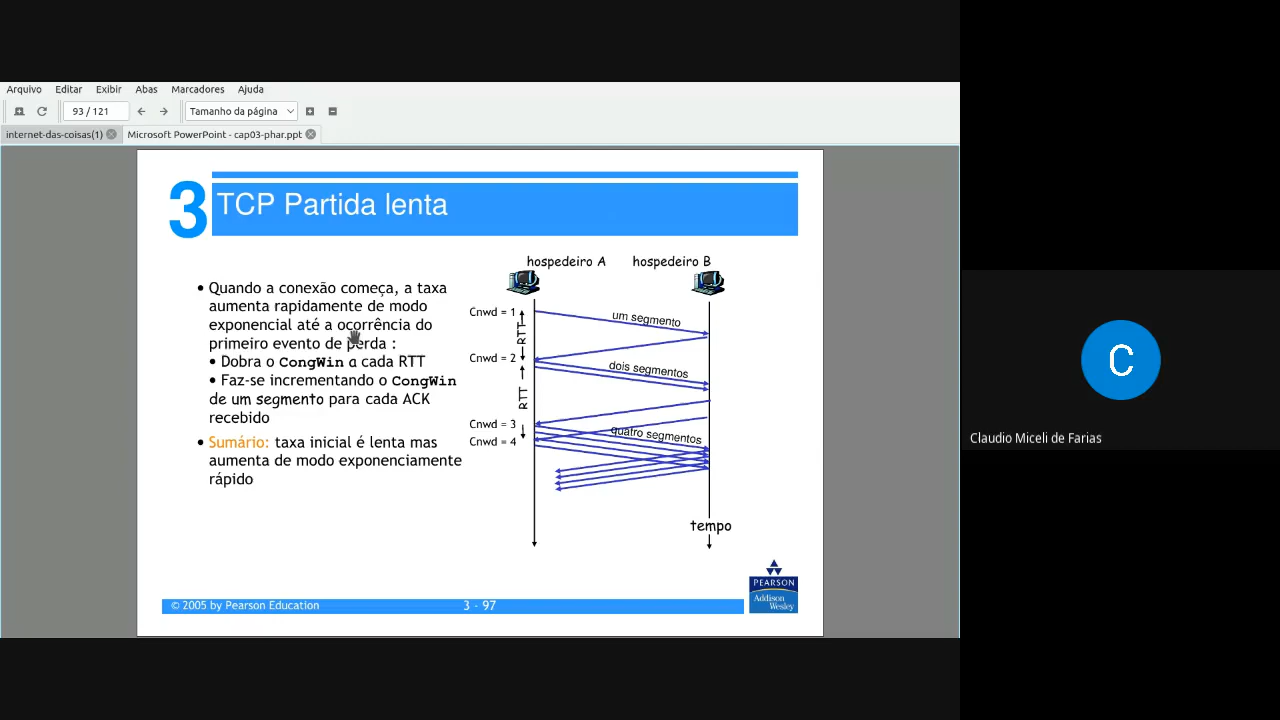 Arquivo Editar Exibir Abas Marcadores Ajuda
93 / 121 Tamanho da página
internet-das-coisas(1) Microsoft PowerPoint - cap03-phar.ppt
3 TCP Partida lenta
• Quando a conexão começa, a taxa
aumenta rapidamente de modo
exponencial até a ocorrência do
primeiro evento de perda :
• Dobra o CongWin a cada RTT
• Faz-se incrementando o CongWin
de um segmento para cada ACK
recebido
• Sumário: taxa inicial é lenta mas
aumenta de modo exponenciamente
rápido
hospedeiro A hospedeiro B
Cnwd = 1
um segmento
RTT
Cnwd = 2
dois segmentos
RTT
Cnwd = 3
quatro segmentos
Cnwd = 4
tempo
PEARSON
Addison
Wesley
© 2005 by Pearson Education 3 - 97
C
Claudio Miceli de Farias